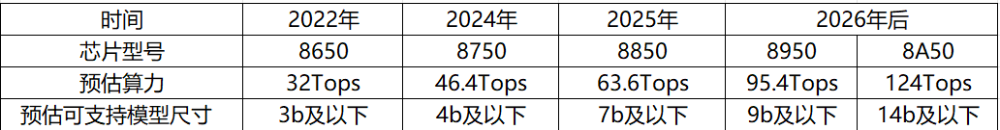 时间 2022年 2024年 2025年 2026年后
芯片型号 8650 8750 8850 8950 8A50
预估算力 32Tops 46.4Tops 63.6Tops 95.4Tops 124Tops
预估可支持模型尺寸 3b及以下 4b及以下 7b及以下 9b及以下 14b及以下